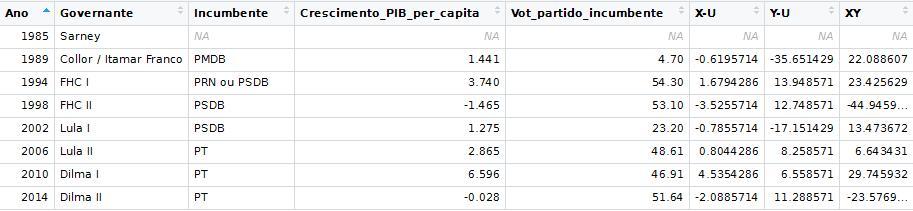 Ano Governante Incumbente Crescimento_PIB_per_capita Vot_partido_incumbente X-U Y-U XY
1985 Sarney NA NA NA NA NA NA
1989 Collor / Itamar Franco PMDB 1.441 4.70 -0.6195714 -35.651429 22.088607
1994 FHC I PRN ou PSDB 3.740 54.30 1.6794286 13.948571 23.425629
1998 FHC II PSDB -1.465 53.10 -3.5255714 12.748571 -44.9459...
2002 Lula I PSDB 1.275 23.20 -0.7855714 -17.151429 13.473672
2006 Lula II PT 2.865 48.61 0.8044286 8.258571 6.643431
2010 Dilma I PT 6.596 46.91 4.5354286 6.558571 29.745932
2014 Dilma II PT -0.028 51.64 -2.0885714 11.288571 -23.5769...